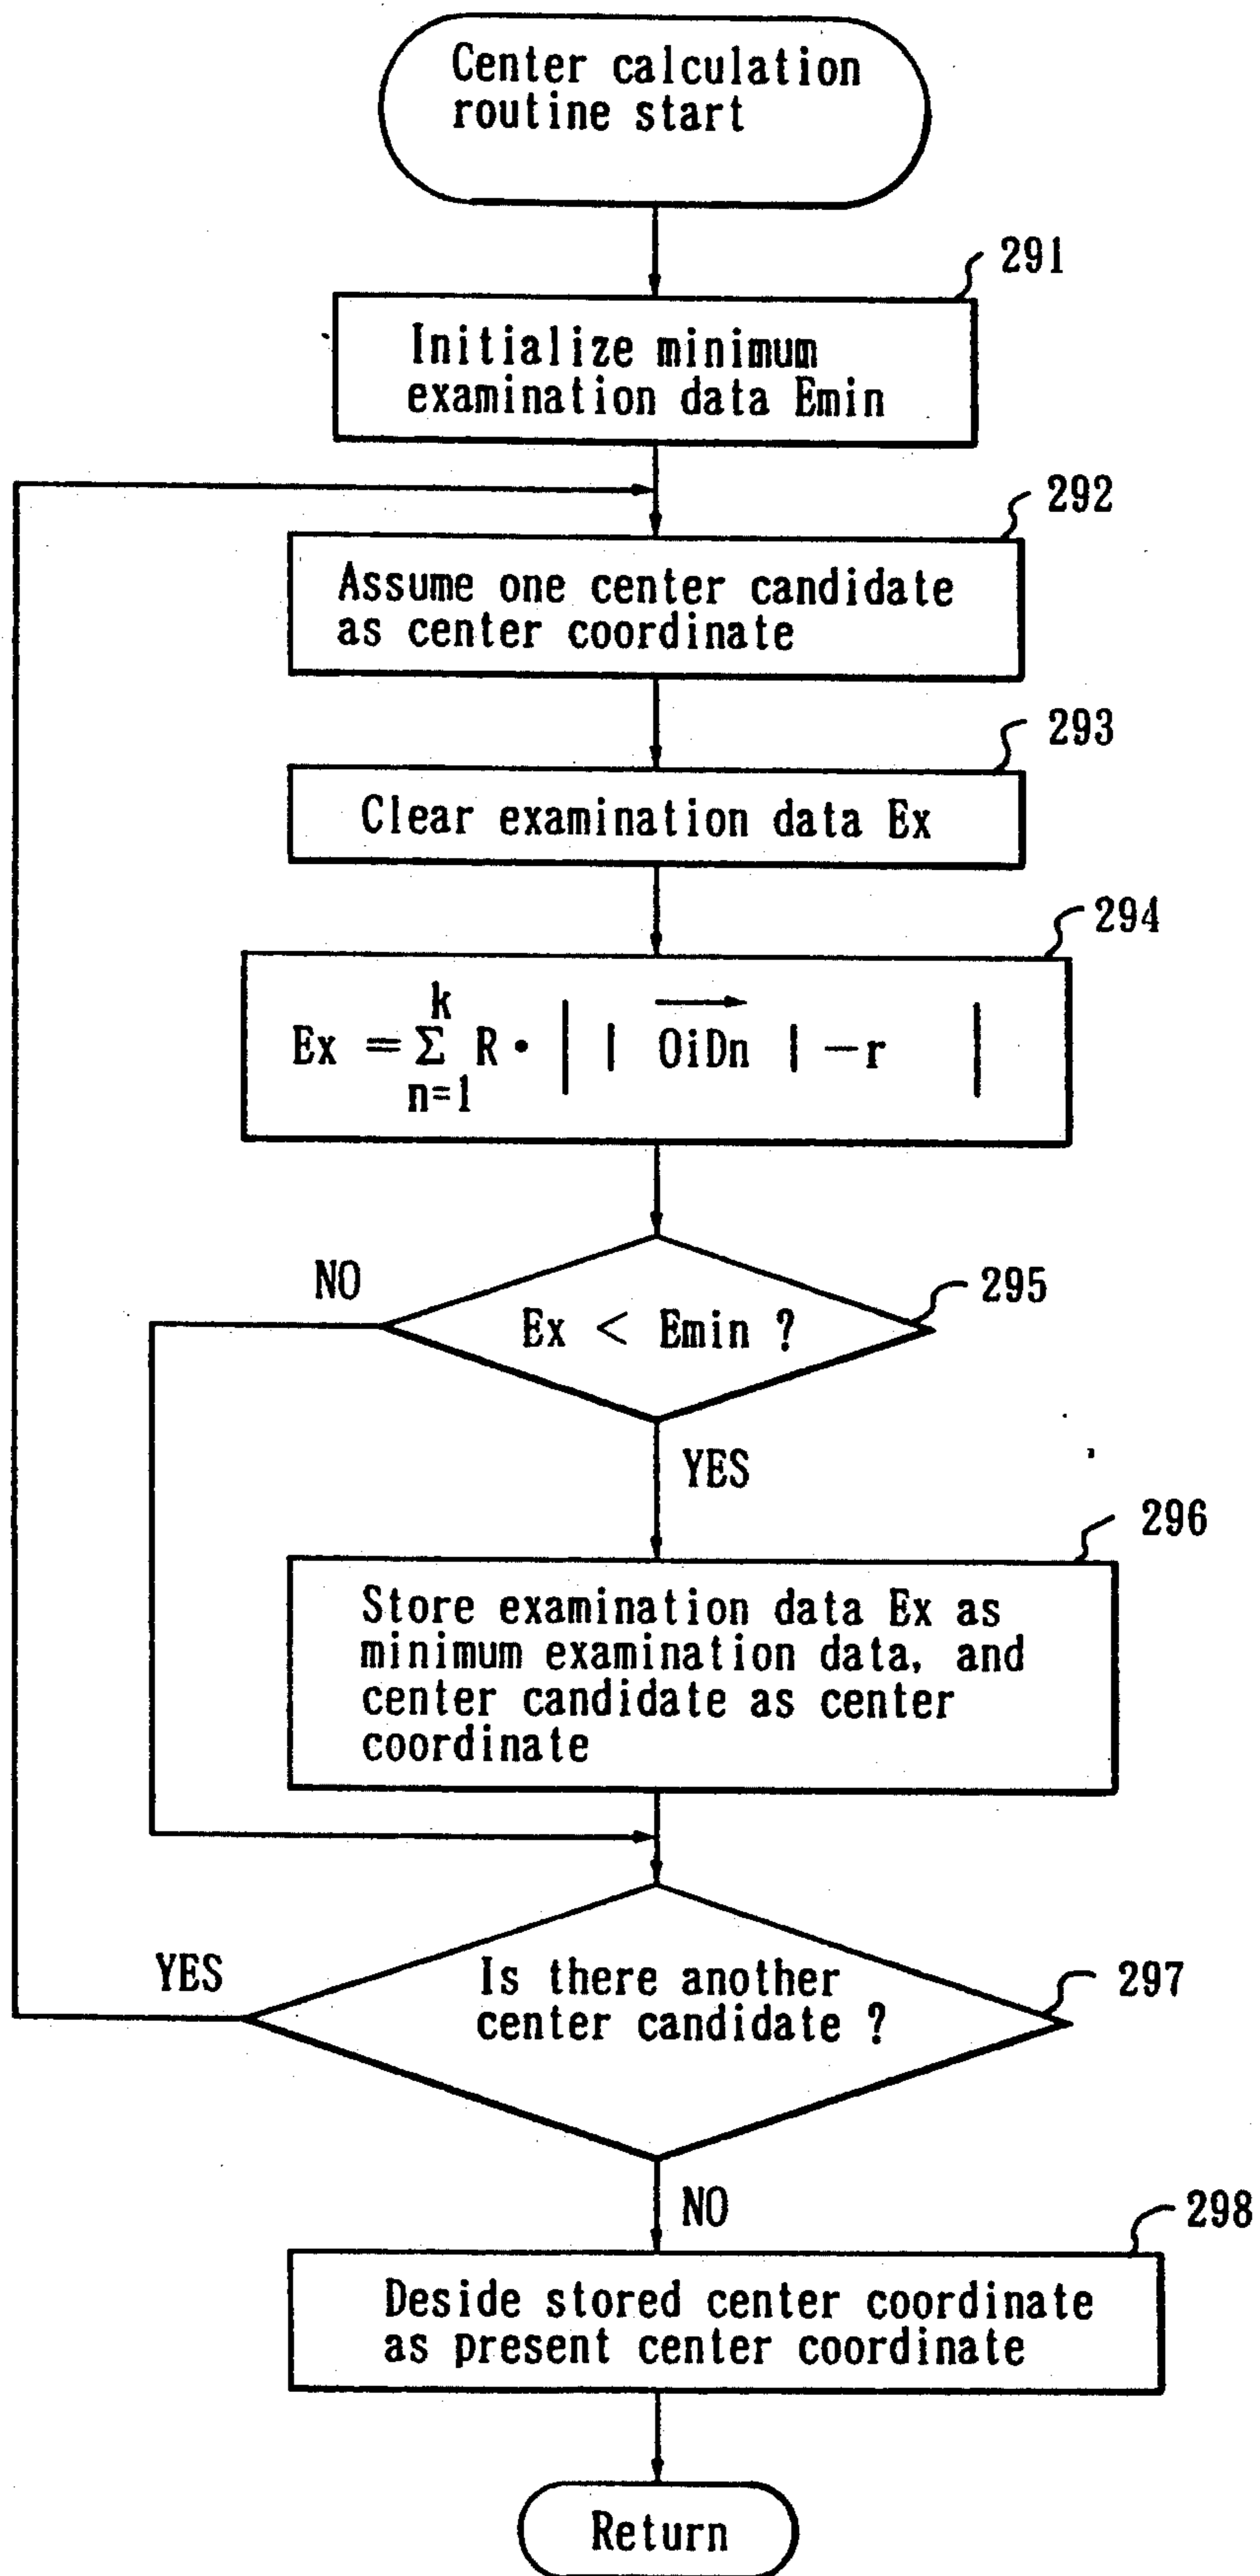 Center calculation
routine start
291
Initialize minimum
examination data Emin
292
Assume one center candidate
as center coordinate
293
Clear examination data Ex
294
Ex = Σ R・| | OiDn | −r |
k
n=1
NO
295
Ex < Emin ?
YES
296
Store examination data Ex as
minimum examination data, and
center candidate as center
coordinate
YES
297
Is there another
center candidate ?
NO
298
Deside stored center coordinate
as present center coordinate
Return